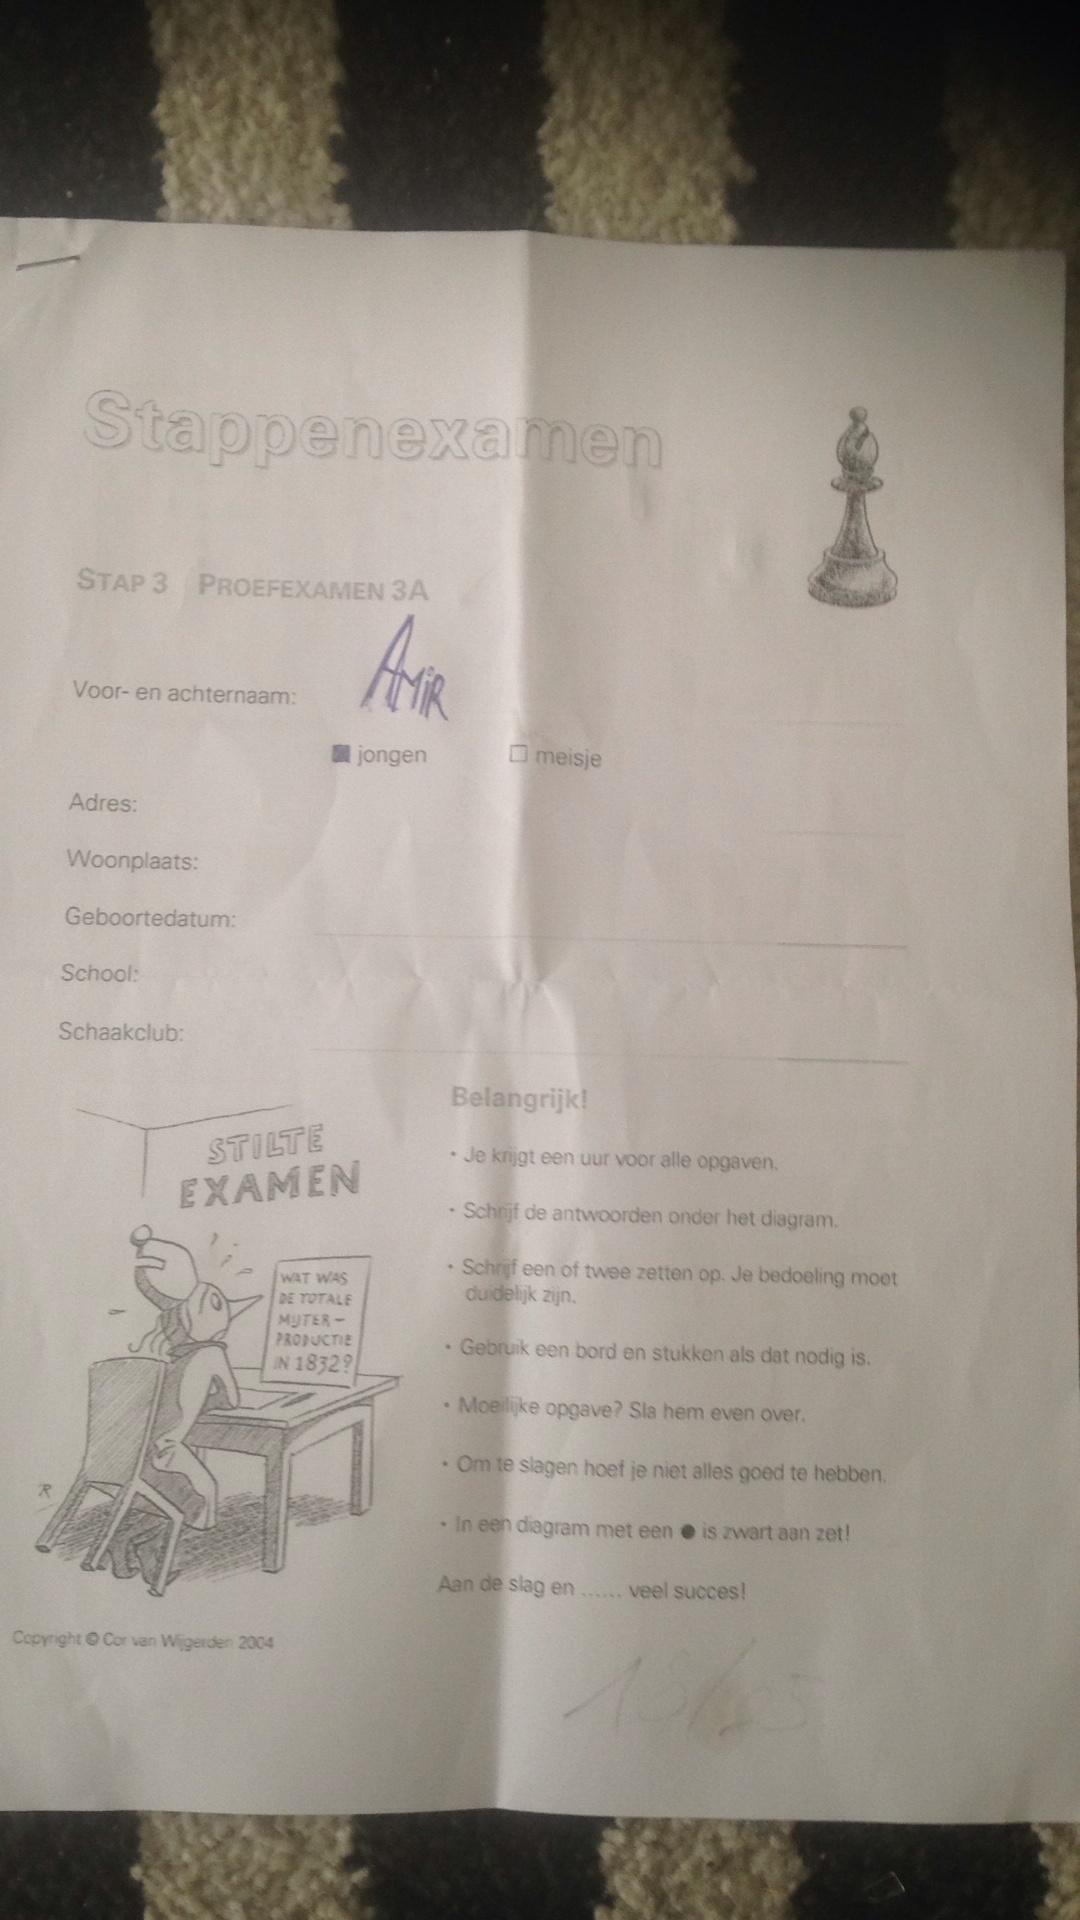 Stappenexamen
STAP 3 PROEFEXAMEN 3A
Voor- en achternaam: AMIR
jongen meisje
Adres:
Woonplaats:
Geboortedatum:
School:
Schaakclub:
STILTE
EXAMEN
WAT WAS
DE TOTALE
MIJTER-
PRODUCTIE
IN 1832?
R
Belangrijk!
• Je krijgt een uur voor alle opgaven.
• Schrijf de antwoorden onder het diagram.
• Schrijf een of twee zetten op. Je bedoeling moet
duidelijk zijn.
• Gebruik een bord en stukken als dat nodig is.
• Moeilijke opgave? Sla hem even over.
• Om te slagen hoef je niet alles goed te hebben.
• In een diagram met een ● is zwart aan zet!
Aan de slag en ...... veel succes!
Copyright © Cor van Wijgerden 2004